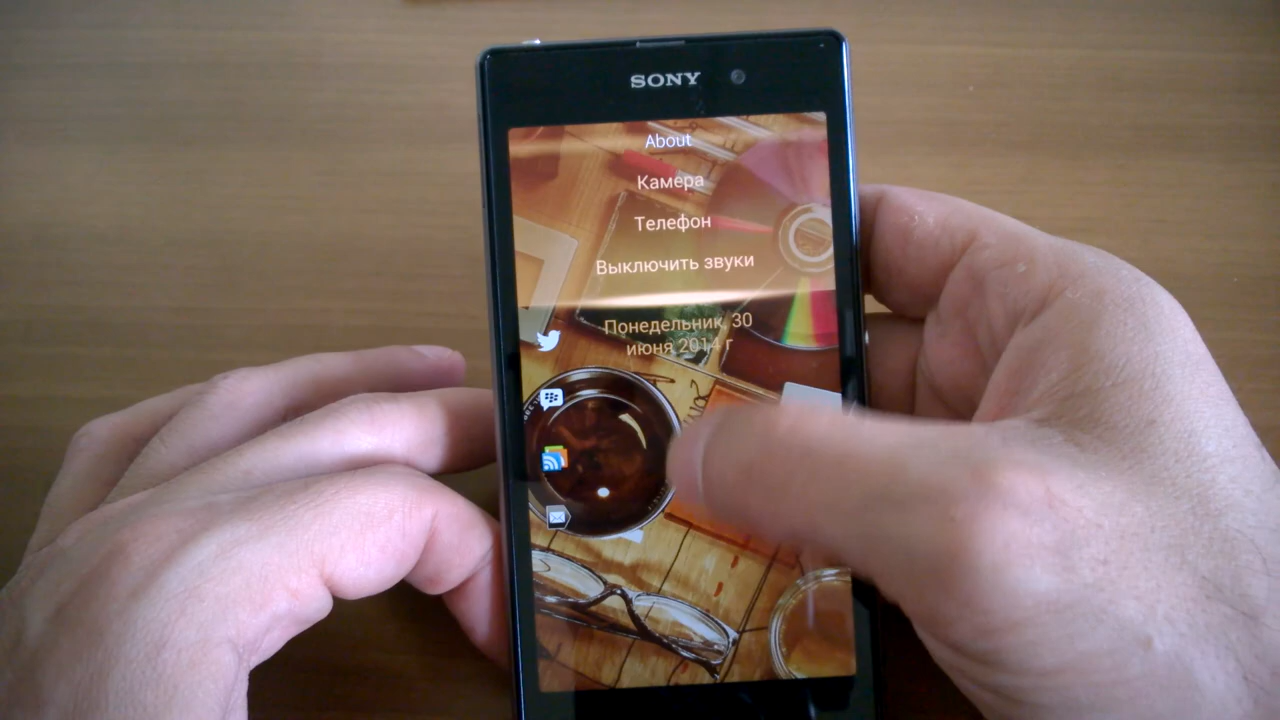 SONY
About
Камера
Телефон
Выключить звуки
Понедельник, 30
июня 2014 г